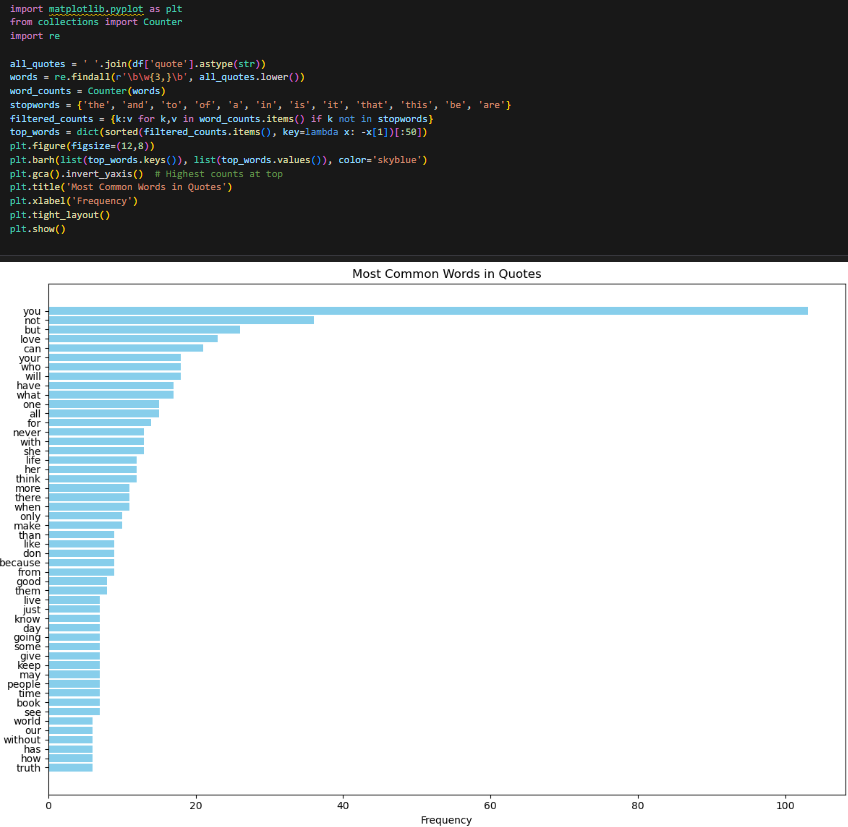 import matplotlib.pyplot as plt
from collections import Counter
import re
all_quotes = ' '.join(df['quote'].astype(str))
words = re.findall(r'\b\w{3,}\b', all_quotes.lower())
word_counts = Counter(words)
stopwords = {'the', 'and', 'to', 'of', 'a', 'in', 'is', 'it', 'that', 'this', 'be', 'are'}
filtered_counts = {k:v for k,v in word_counts.items() if k not in stopwords}
top_words = dict(sorted(filtered_counts.items(), key=lambda x: -x[1])[:50])
plt.figure(figsize=(12,8))
plt.barh(list(top_words.keys()), list(top_words.values()), color='skyblue')
plt.gca().invert_yaxis()  # Highest counts at top
plt.title('Most Common Words in Quotes')
plt.xlabel('Frequency')
plt.tight_layout()
plt.show()
Most Common Words in Quotes
you
not
but
love
can
your
who
will
have
what
one
all
for
never
with
she
life
her
think
more
there
when
only
make
than
like
don
because
from
good
them
live
just
know
day
going
some
give
keep
may
people
time
book
see
world
our
without
has
how
truth
0 20 40 60 80 100
Frequency